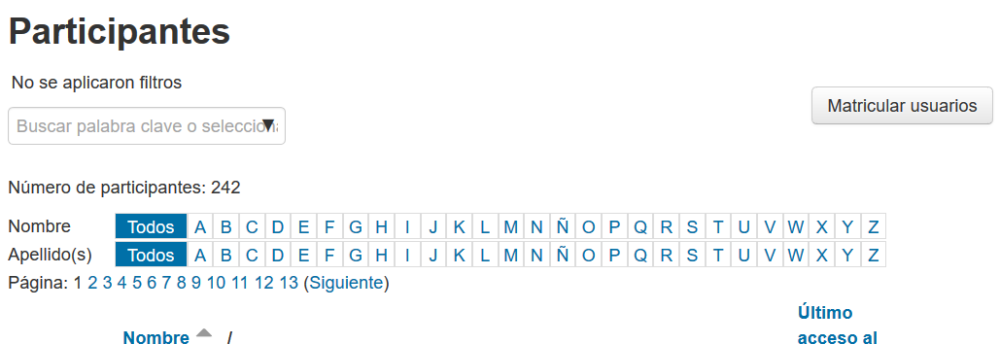 Participantes
No se aplicaron filtros
Buscar palabra clave o selecciona
Matricular usuarios
Número de participantes: 242
Nombre Todos A B C D E F G H I J K L M N Ñ O P Q R S T U V W X Y Z
Apellido(s) Todos A B C D E F G H I J K L M N Ñ O P Q R S T U V W X Y Z
Página: 1 2 3 4 5 6 7 8 9 10 11 12 13 (Siguiente)
Último
Nombre / acceso al